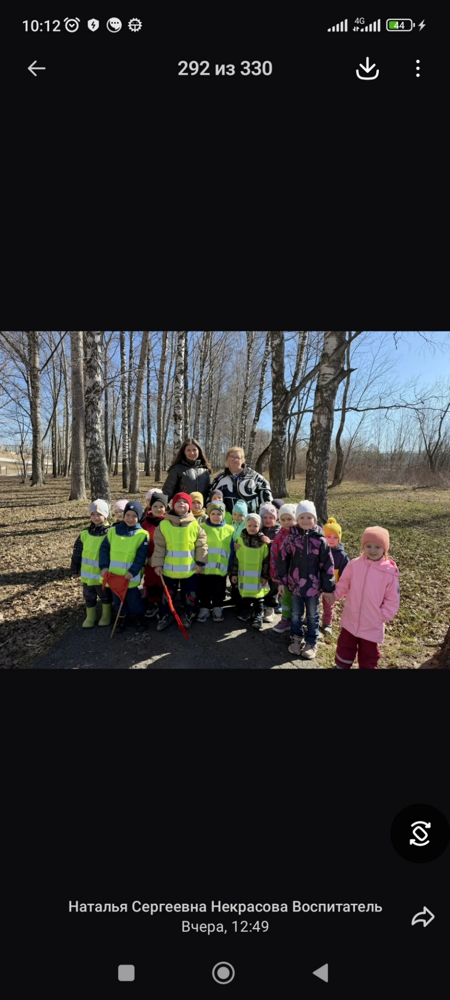 10:12
4G
44
292 из 330
Наталья Сергеевна Некрасова Воспитатель
Вчера, 12:49